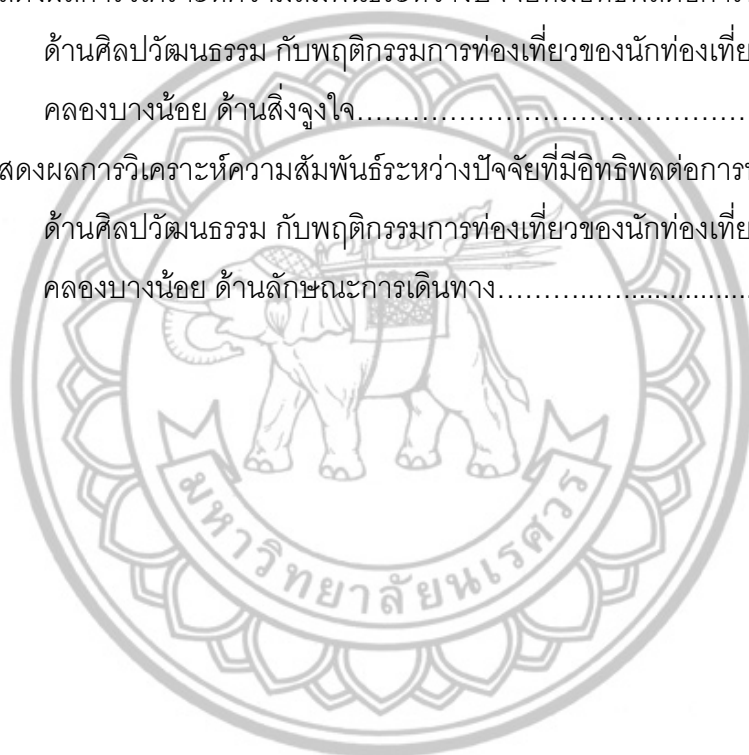 ด้านศิลปวัฒนธรรม กับพฤติกรรมการท่องเที่ยวของนักท่องเที่ย
คลองบางน้อย ด้านสิ่งจูงใจ……………………………………
สดงผลการวิเคราะห์ความสัมพันธ์ระหว่างปัจจัยที่มีอิทธิพลต่อการท
ด้านศิลปวัฒนธรรม กับพฤติกรรมการท่องเที่ยวของนักท่องเที่ย
คลองบางน้อย ด้านลักษณะการเดินทาง………..…...................
มหาวิทยาลัยนเรศวร